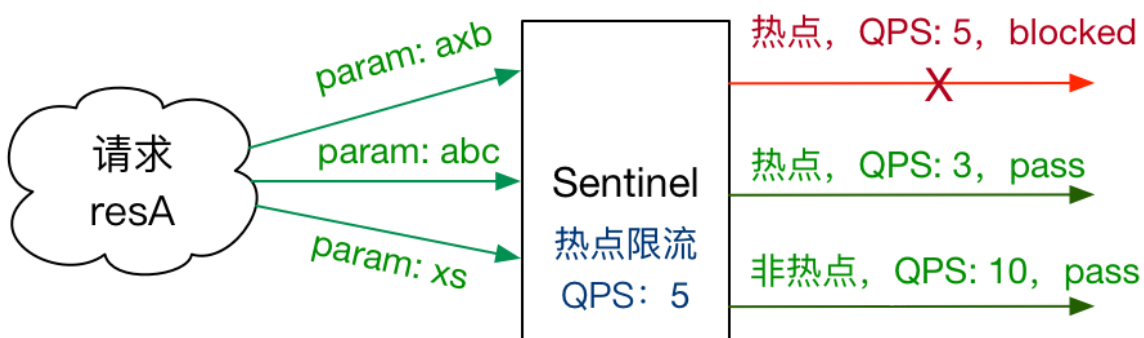 请求
resA
param: axb
param: abc
param: xs
Sentinel
热点限流
QPS：5
热点，QPS: 5，blocked
X
热点，QPS: 3，pass
非热点，QPS: 10，pass